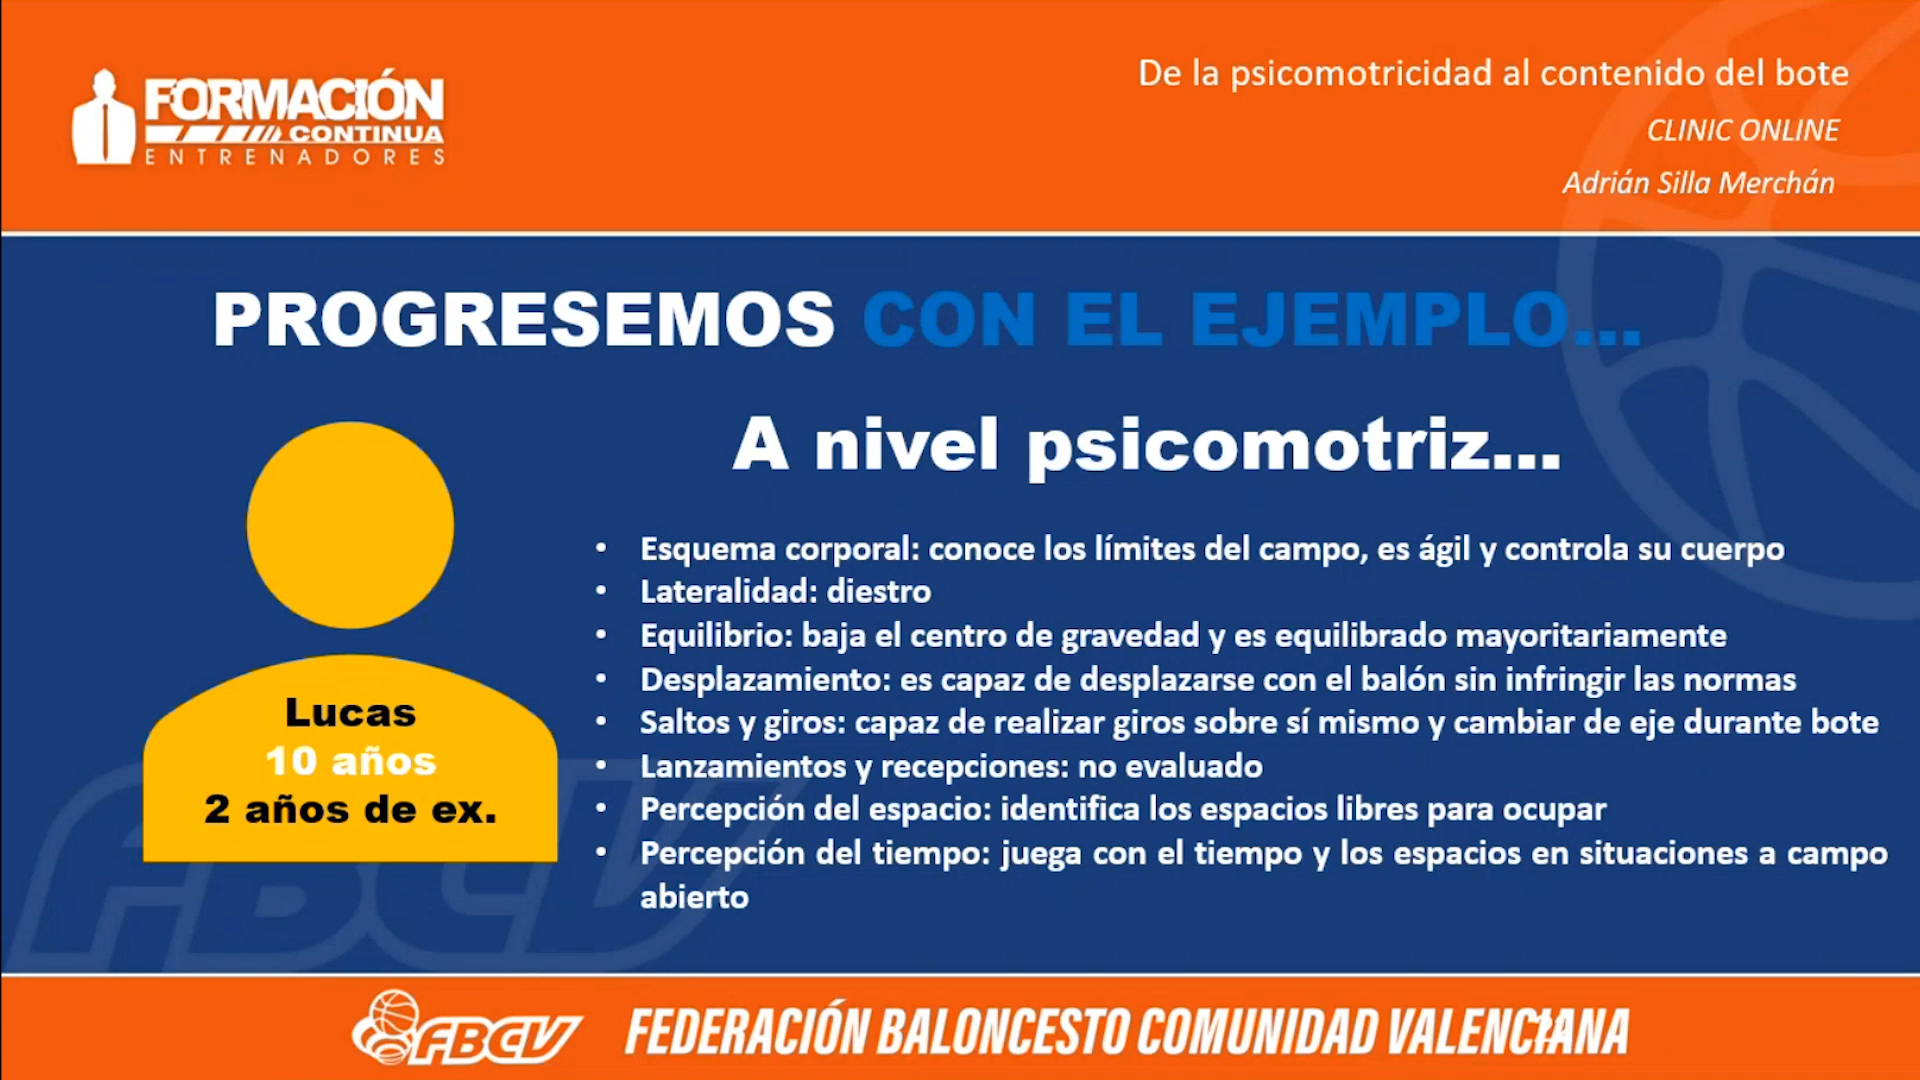 FORMACIÓN
CONTINUA
ENTRENADORES
De la psicomotricidad al contenido del bote
CLINIC ONLINE
Adrián Silla Merchán
PROGRESEMOS CON EL EJEMPLO...
A nivel psicomotriz...
Lucas
10 años
2 años de ex.
• Esquema corporal: conoce los límites del campo, es ágil y controla su cuerpo
• Lateralidad: diestro
• Equilibrio: baja el centro de gravedad y es equilibrado mayoritariamente
• Desplazamiento: es capaz de desplazarse con el balón sin infringir las normas
• Saltos y giros: capaz de realizar giros sobre sí mismo y cambiar de eje durante bote
• Lanzamientos y recepciones: no evaluado
• Percepción del espacio: identifica los espacios libres para ocupar
• Percepción del tiempo: juega con el tiempo y los espacios en situaciones a campo
abierto
FBCV
FBCV FEDERACIÓN BALONCESTO COMUNIDAD VALENCIANA